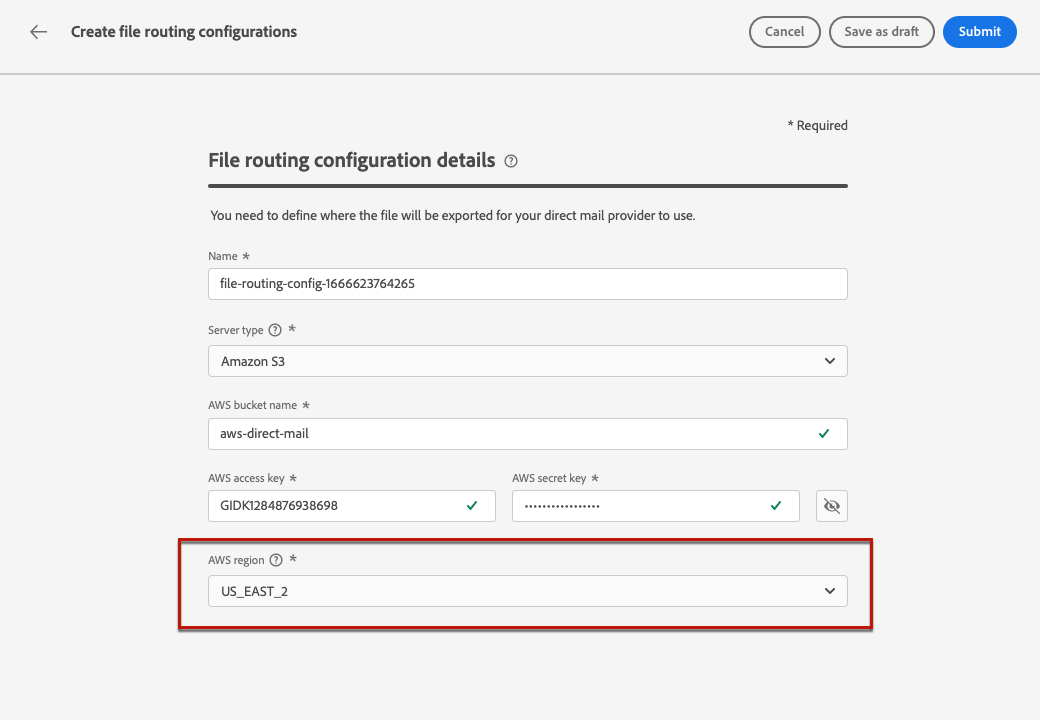 Create file routing configurations
Cancel
Save as draft
Submit
* Required
File routing configuration details ?
You need to define where the file will be exported for your direct mail provider to use.
Name *
file-routing-config-1666623764265
Server type ? *
Amazon S3
AWS bucket name *
aws-direct-mail
AWS access key * AWS secret key *
GIDK1284876938698 •••••••••••••••••
AWS region ? *
US_EAST_2